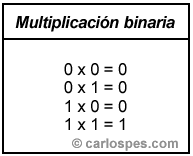 Multiplicación binaria
0 x 0 = 0
0 x 1 = 0
1 x 0 = 0
1 x 1 = 1
© carlospes.com